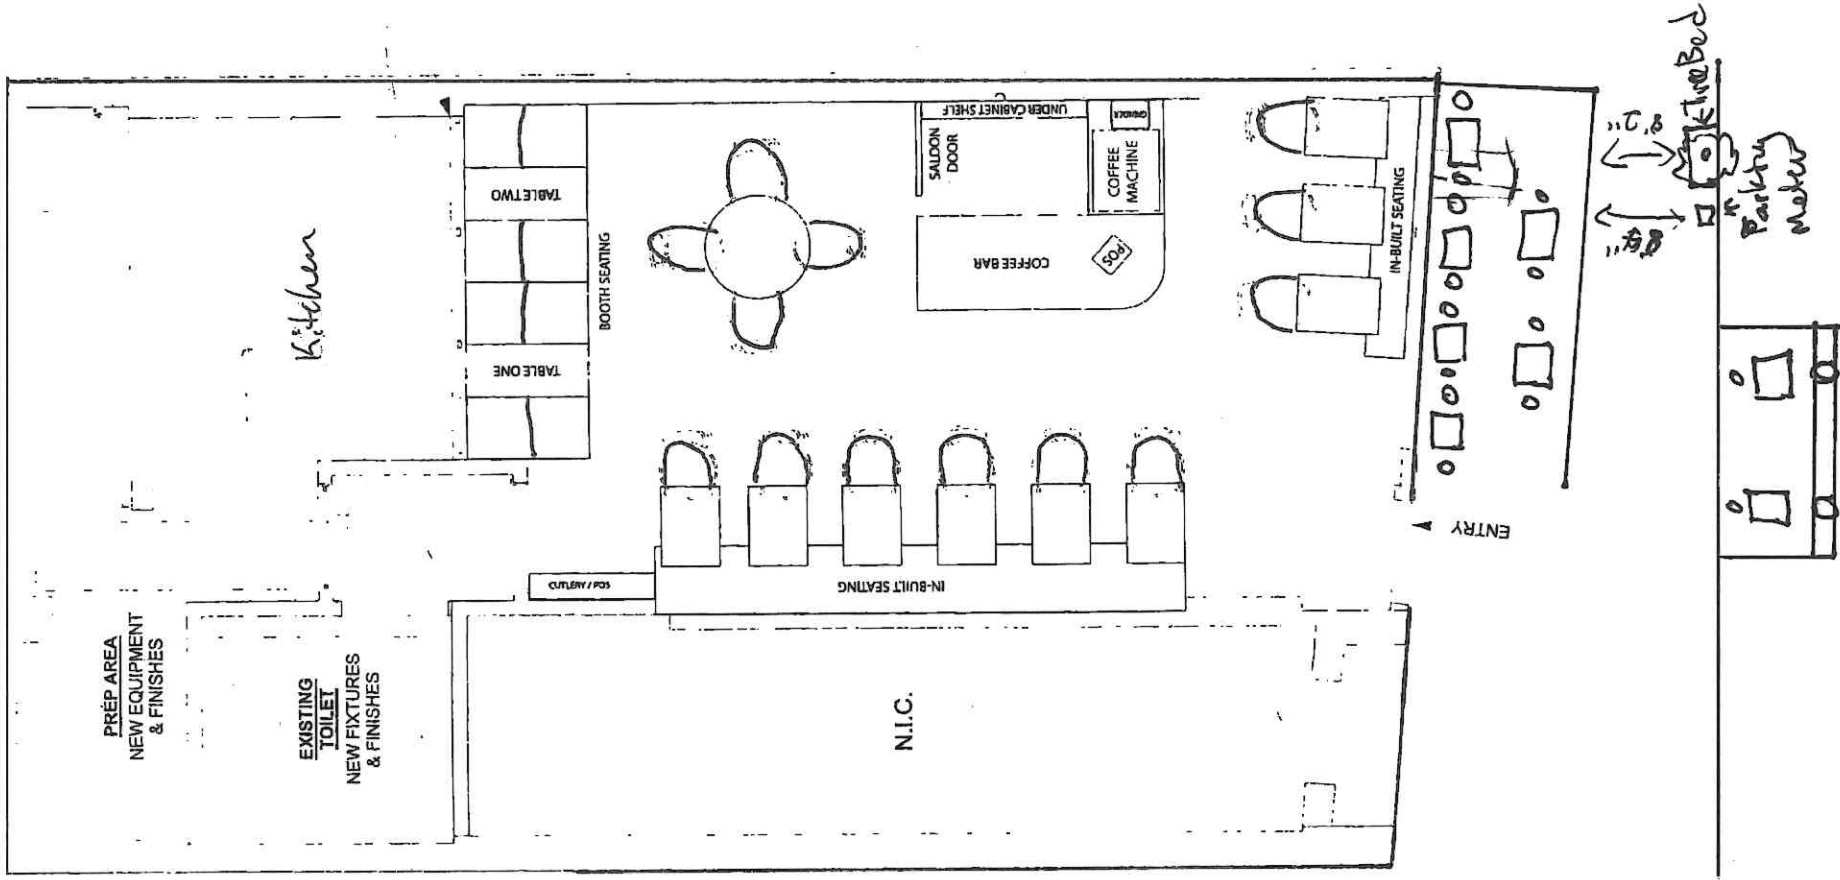 PREP AREA
NEW EQUIPMENT
& FINISHES
EXISTING
TOILET
NEW FIXTURES
& FINISHES
Kitchen
TABLE TWO
TABLE ONE
BOOTH SEATING
CUTLERY / POS
IN-BUILT SEATING
N.I.C.
SALOON
DOOR
UNDER CABINET SHELF
GRINDER
COFFEE
MACHINE
COFFEE BAR
POS
IN-BUILT SEATING
ENTRY
Parking
Meter